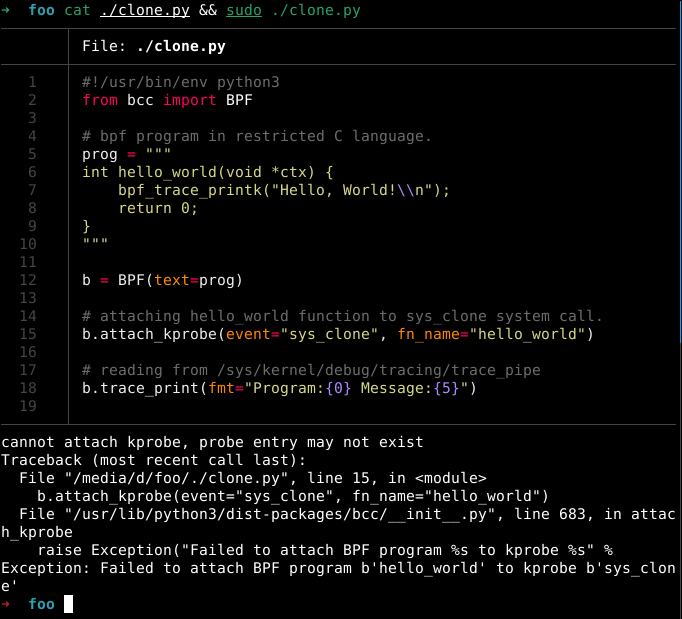 → foo cat ./clone.py && sudo ./clone.py
File: ./clone.py
1 #!/usr/bin/env python3
2 from bcc import BPF
3
4 # bpf program in restricted C language.
5 prog = """
6 int hello_world(void *ctx) {
7     bpf_trace_printk("Hello, World!\\n");
8     return 0;
9 }
10 """
11
12 b = BPF(text=prog)
13
14 # attaching hello_world function to sys_clone system call.
15 b.attach_kprobe(event="sys_clone", fn_name="hello_world")
16
17 # reading from /sys/kernel/debug/tracing/trace_pipe
18 b.trace_print(fmt="Program:{0} Message:{5}")
19
cannot attach kprobe, probe entry may not exist
Traceback (most recent call last):
  File "/media/d/foo/./clone.py", line 15, in <module>
    b.attach_kprobe(event="sys_clone", fn_name="hello_world")
  File "/usr/lib/python3/dist-packages/bcc/__init__.py", line 683, in attac
h_kprobe
    raise Exception("Failed to attach BPF program %s to kprobe %s" %
Exception: Failed to attach BPF program b'hello_world' to kprobe b'sys_clon
e'
→ foo